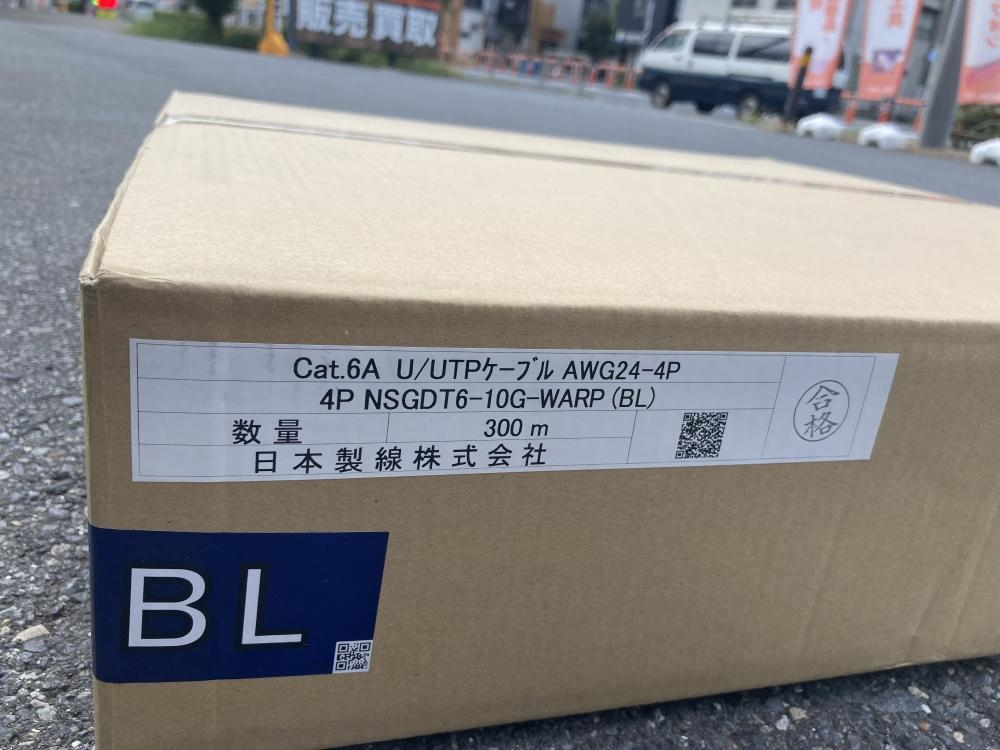 販売買取
Cat.6A U/UTPケーブル AWG24-4P
4P NSGDT6-10G-WARP(BL)
数量 300 m
日本製線株式会社
合格
BL